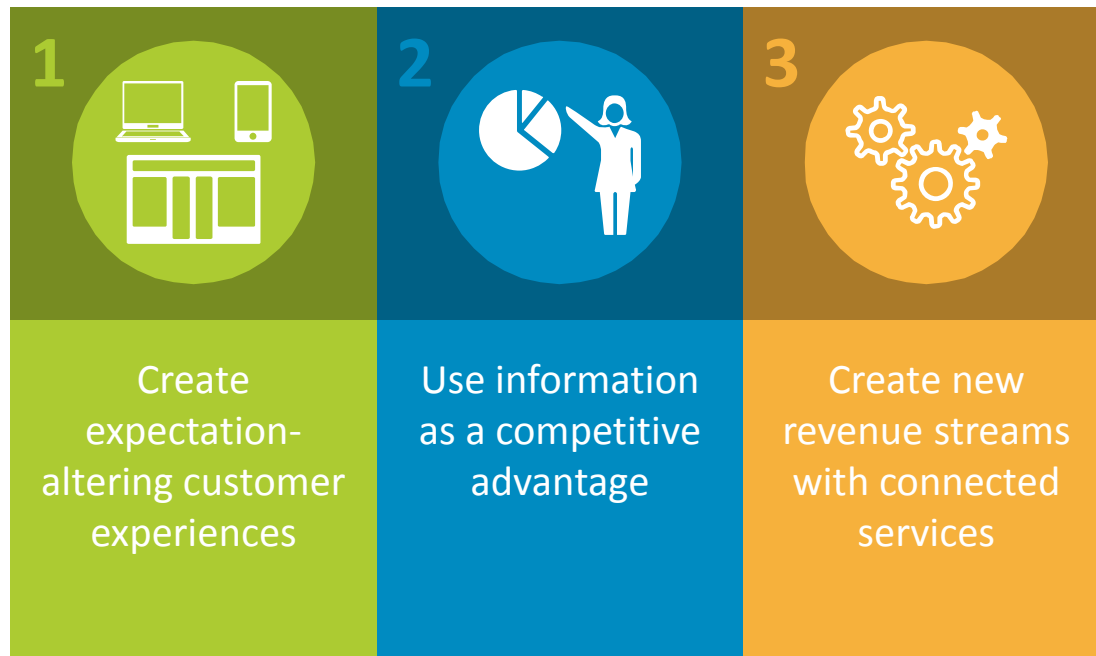 1
Create
expectation-
altering customer
experiences
2
Use information
as a competitive
advantage
3
Create new
revenue streams
with connected
services